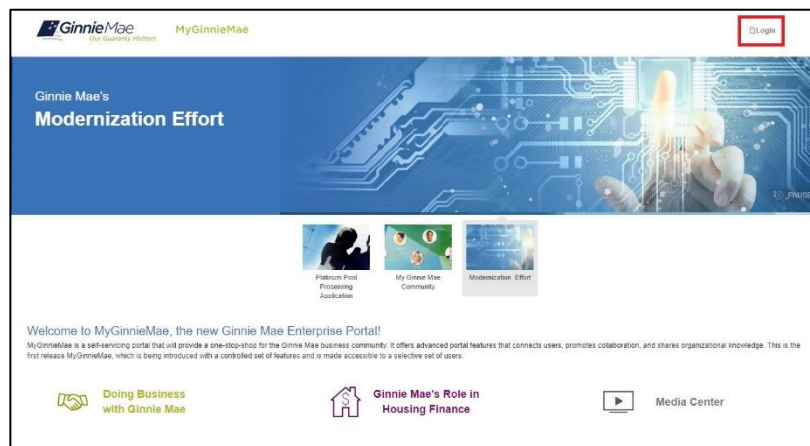 GinnieMae
Our Guaranty Matters
MyGinnieMae
Login
Ginnie Mae's
Modernization Effort
PAUSE
Platinum Pool
Processing
Application
My Ginnie Mae
Community
Modernization Effort
Welcome to MyGinnieMae, the new Ginnie Mae Enterprise Portal!
MyGinnieMae is a self-servicing portal that will provide a one-stop-shop for the Ginnie Mae business community. It offers advanced portal features that connects users, promotes collaboration, and shares organizational knowledge. This is the
first release MyGinnieMae, which is being introduced with a controlled set of features and is made accessible to a selective set of users.
Doing Business
with Ginnie Mae
Ginnie Mae's Role in
Housing Finance
Media Center